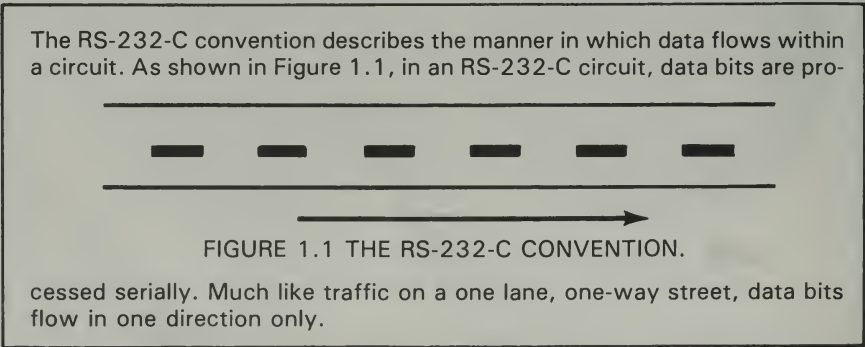 The RS-232-C convention describes the manner in which data flows within
a circuit. As shown in Figure 1.1, in an RS-232-C circuit, data bits are pro-
FIGURE 1.1 THE RS-232-C CONVENTION.
cessed serially. Much like traffic on a one lane, one-way street, data bits
flow in one direction only.